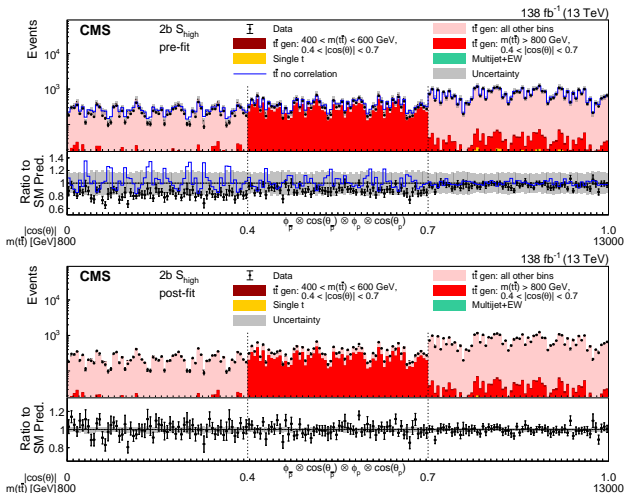 138 fb⁻¹ (13 TeV)
CMS 2b S_high
pre-fit
Data
tt̄ gen: 400 < m(tt̄) < 600 GeV, 0.4 < |cos(θ)| < 0.7
Single t
tt̄ no correlation
tt̄ gen: all other bins
tt̄ gen: m(tt̄) > 800 GeV, 0.4 < |cos(θ)| < 0.7
Multijet+EW
Uncertainty
Events
10³
Ratio to
SM Pred.
1.4
1.2
1.0
0.8
0.6
0 0.4 0.7 1.0
|cos(θ)|
m(tt̄) [GeV] 800 13000
ϕ_p̄ ⊗ cos(θ_p̄) ⊗ ϕ_p ⊗ cos(θ_p)
138 fb⁻¹ (13 TeV)
CMS 2b S_high
post-fit
Data
tt̄ gen: 400 < m(tt̄) < 600 GeV, 0.4 < |cos(θ)| < 0.7
Single t
Uncertainty
tt̄ gen: all other bins
tt̄ gen: m(tt̄) > 800 GeV, 0.4 < |cos(θ)| < 0.7
Multijet+EW
Events
10³
Ratio to
SM Pred.
1.2
1.0
0.8
0 0.4 0.7 1.0
|cos(θ)|
m(tt̄) [GeV] 800 13000
ϕ_p̄ ⊗ cos(θ_p̄) ⊗ ϕ_p ⊗ cos(θ_p)